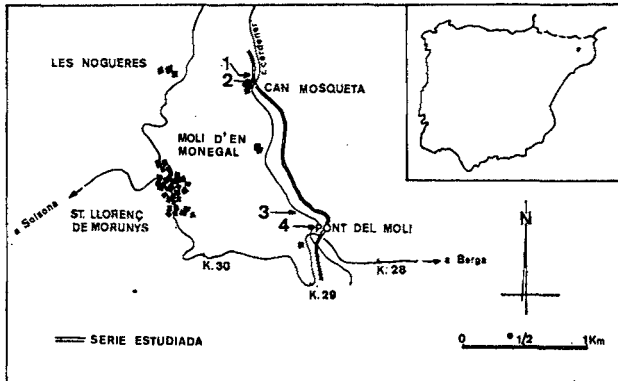 LES NOGUERES
1
2
r. cardener
CAN MOSQUETA
MOLI D'EN
MONEGAL
a Solsona
ST. LLORENÇ
DE MORUNYS
3
4
PONT DEL MOLI
K. 30
K. 29
K. 28
a Berga
N
SERIE ESTUDIADA
0
1/2
1Km